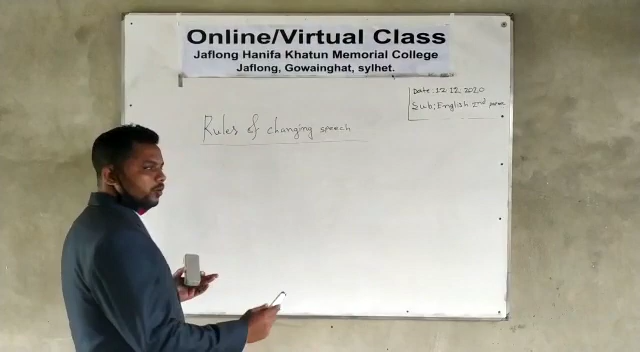 Online/Virtual Class
Jaflong Hanifa Khatun Memorial College
Jaflong, Gowainghat, sylhet.
Date: 12.12.2020
Sub: English 2nd paper
Rules of changing speech